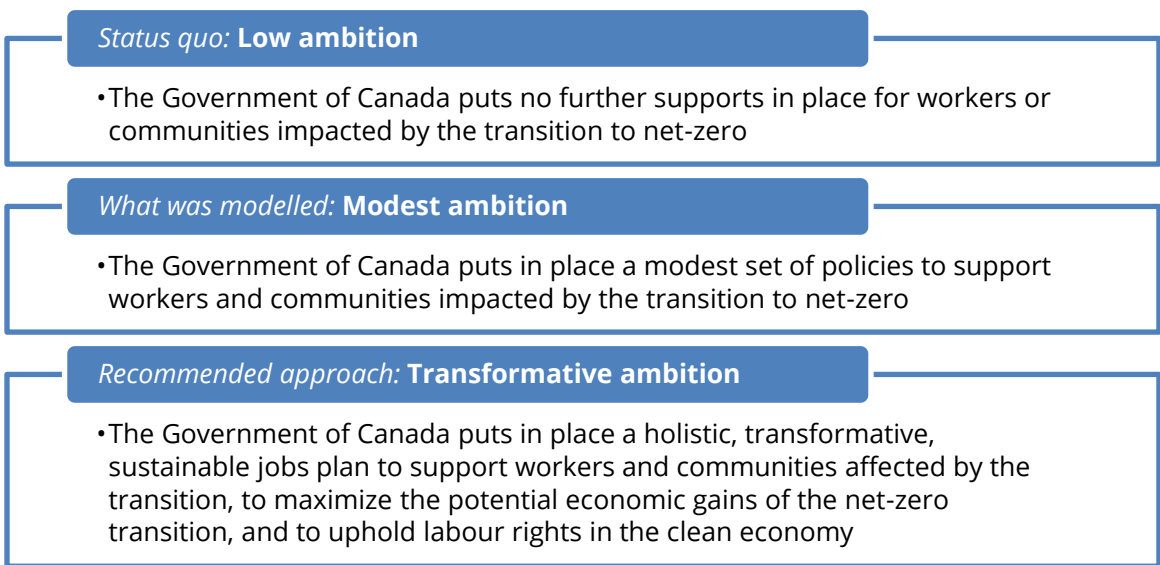 Status quo: Low ambition
•The Government of Canada puts no further supports in place for workers or
communities impacted by the transition to net-zero
What was modelled: Modest ambition
•The Government of Canada puts in place a modest set of policies to support
workers and communities impacted by the transition to net-zero
Recommended approach: Transformative ambition
•The Government of Canada puts in place a holistic, transformative,
sustainable jobs plan to support workers and communities affected by the
transition, to maximize the potential economic gains of the net-zero
transition, and to uphold labour rights in the clean economy